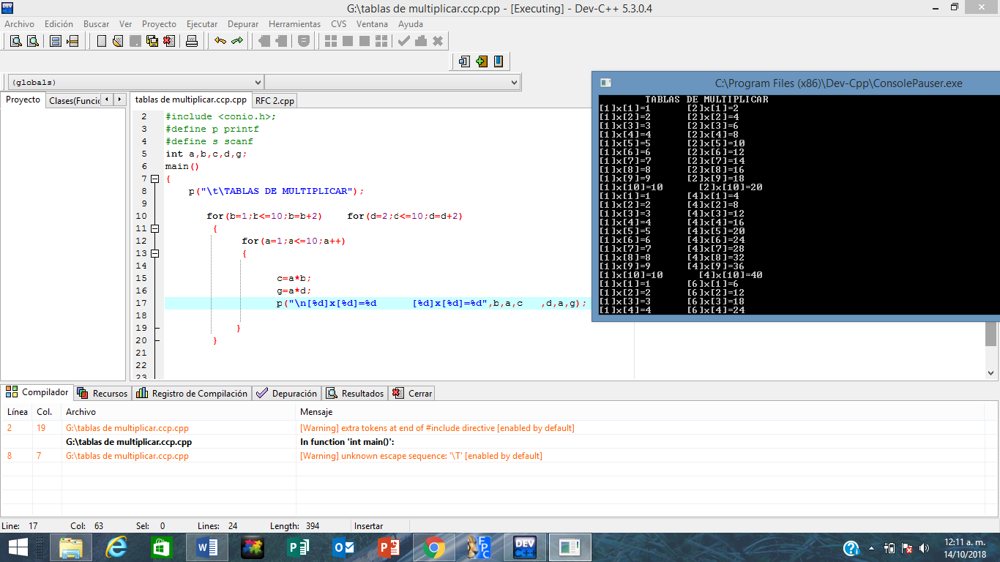 G:\tablas de multiplicar.ccp.cpp - [Executing] - Dev-C++ 5.3.0.4
Archivo Edición Buscar Ver Proyecto Ejecutar Depurar Herramientas CVS Ventana Ayuda
(globals)
Proyecto Clases(Funcio
tablas de multiplicar.ccp.cpp RFC 2.cpp
2 #include <conio.h>;
3 #define p printf
4 #define s scanf
5 int a,b,c,d,g;
6 main()
7 {
8 p("\t\TABLAS DE MULTIPLICAR");
9
10 for(b=1;b<=10;b=b+2) for(d=2;d<=10;d=d+2)
11 {
12 for(a=1;a<=10;a++)
13 {
14
15 c=a*b;
16 g=a*d;
17 p("\n[%d]x[%d]=%d [%d]x[%d]=%d",b,a,c ,d,a,g);
18
19 }
20 }
21
22
23
C:\Program Files (x86)\Dev-Cpp\ConsolePauser.exe
TABLAS DE MULTIPLICAR
[1]x[1]=1 [2]x[1]=2
[1]x[2]=2 [2]x[2]=4
[1]x[3]=3 [2]x[3]=6
[1]x[4]=4 [2]x[4]=8
[1]x[5]=5 [2]x[5]=10
[1]x[6]=6 [2]x[6]=12
[1]x[7]=7 [2]x[7]=14
[1]x[8]=8 [2]x[8]=16
[1]x[9]=9 [2]x[9]=18
[1]x[10]=10 [2]x[10]=20
[1]x[1]=1 [4]x[1]=4
[1]x[2]=2 [4]x[2]=8
[1]x[3]=3 [4]x[3]=12
[1]x[4]=4 [4]x[4]=16
[1]x[5]=5 [4]x[5]=20
[1]x[6]=6 [4]x[6]=24
[1]x[7]=7 [4]x[7]=28
[1]x[8]=8 [4]x[8]=32
[1]x[9]=9 [4]x[9]=36
[1]x[10]=10 [4]x[10]=40
[1]x[1]=1 [6]x[1]=6
[1]x[2]=2 [6]x[2]=12
[1]x[3]=3 [6]x[3]=18
[1]x[4]=4 [6]x[4]=24
Compilador Recursos Registro de Compilación Depuración Resultados Cerrar
Línea Col. Archivo Mensaje
2 19 G:\tablas de multiplicar.ccp.cpp [Warning] extra tokens at end of #include directive [enabled by default]
G:\tablas de multiplicar.ccp.cpp In function 'int main()':
8 7 G:\tablas de multiplicar.ccp.cpp [Warning] unknown escape sequence: '\T' [enabled by default]
Line: 17 Col: 63 Sel: 0 Lines: 24 Length: 394 Insertar
12:11 a. m.
14/10/2018